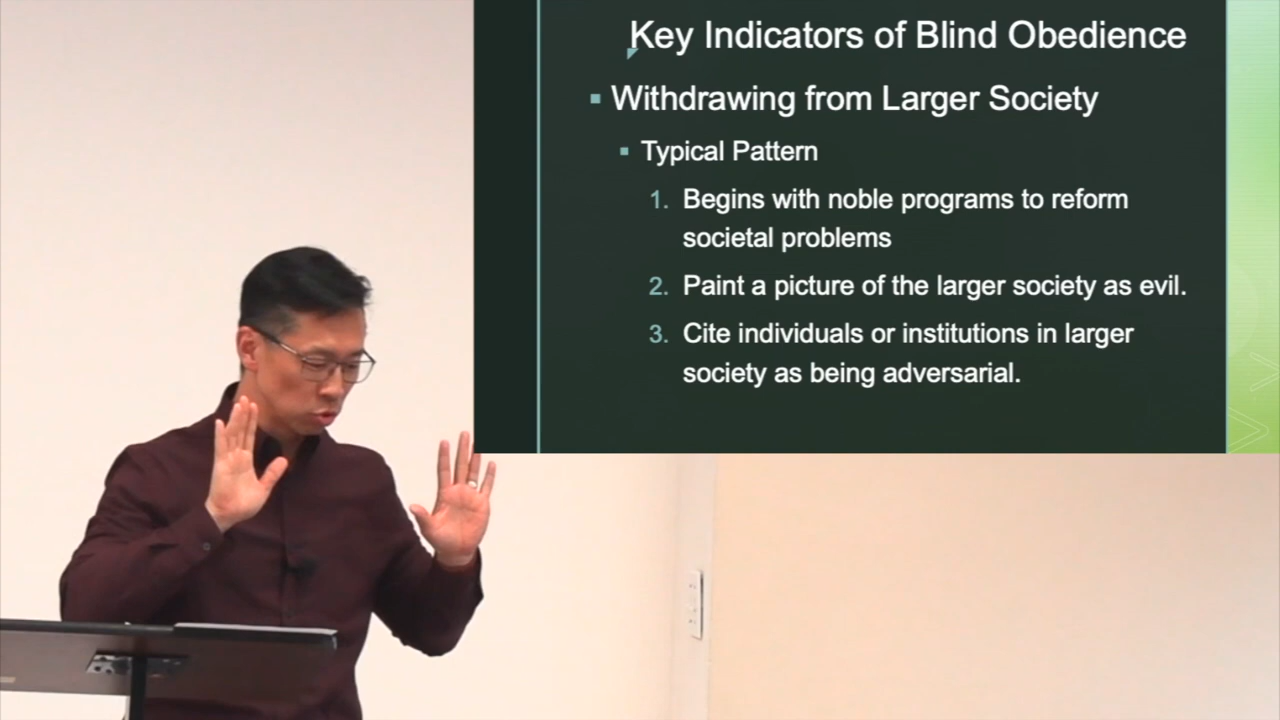 Key Indicators of Blind Obedience
▪ Withdrawing from Larger Society
▪ Typical Pattern
1. Begins with noble programs to reform
societal problems
2. Paint a picture of the larger society as evil.
3. Cite individuals or institutions in larger
society as being adversarial.